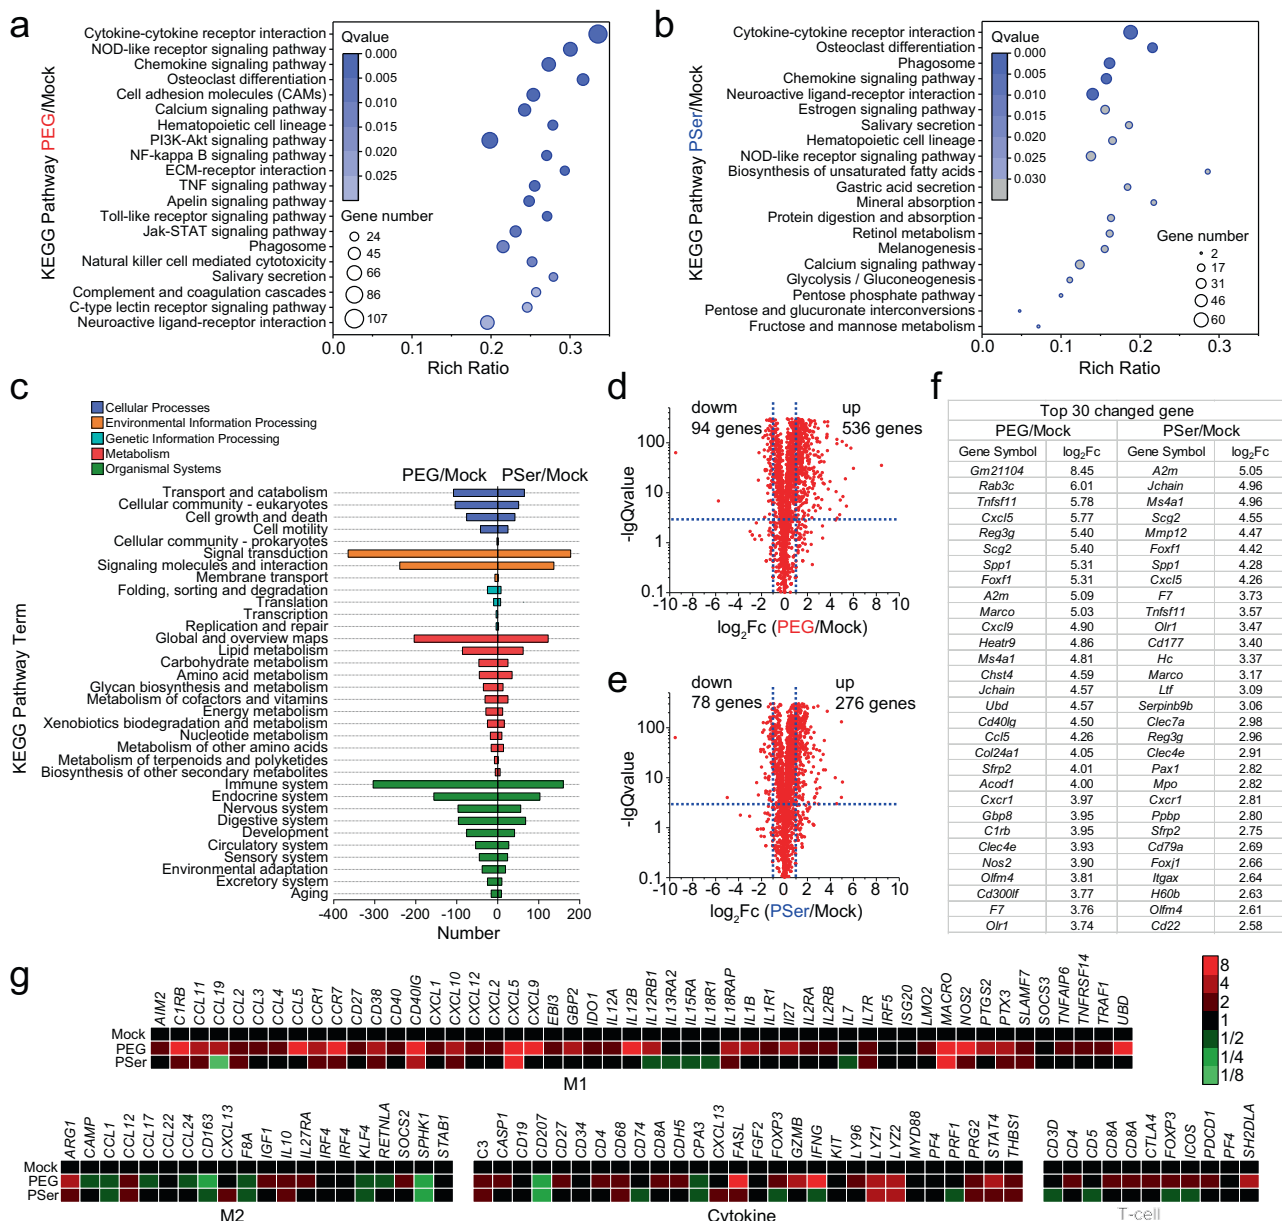 a
KEGG Pathway PEG/Mock
Cytokine-cytokine receptor interaction
NOD-like receptor signaling pathway
Chemokine signaling pathway
Osteoclast differentiation
Cell adhesion molecules (CAMs)
Calcium signaling pathway
Hematopoietic cell lineage
PI3K-Akt signaling pathway
NF-kappa B signaling pathway
ECM-receptor interaction
TNF signaling pathway
Apelin signaling pathway
Toll-like receptor signaling pathway
Jak-STAT signaling pathway
Phagosome
Natural killer cell mediated cytotoxicity
Salivary secretion
Complement and coagulation cascades
C-type lectin receptor signaling pathway
Neuroactive ligand-receptor interaction
Qvalue
0.000
0.005
0.010
0.015
0.020
0.025
Gene number
24
45
66
86
107
0.0 0.1 0.2 0.3
Rich Ratio
b
KEGG Pathway PSer/Mock
Cytokine-cytokine receptor interaction
Osteoclast differentiation
Phagosome
Chemokine signaling pathway
Neuroactive ligand-receptor interaction
Estrogen signaling pathway
Salivary secretion
Hematopoietic cell lineage
NOD-like receptor signaling pathway
Biosynthesis of unsaturated fatty acids
Gastric acid secretion
Mineral absorption
Protein digestion and absorption
Retinol metabolism
Melanogenesis
Calcium signaling pathway
Glycolysis / Gluconeogenesis
Pentose phosphate pathway
Pentose and glucuronate interconversions
Fructose and mannose metabolism
Qvalue
0.000
0.005
0.010
0.015
0.020
0.025
0.030
Gene number
2
17
31
46
60
0.0 0.1 0.2 0.3
Rich Ratio
c
Cellular Processes
Environmental Information Processing
Genetic Information Processing
Metabolism
Organismal Systems
PEG/Mock PSer/Mock
KEGG Pathway Term
Transport and catabolism
Cellular community - eukaryotes
Cell growth and death
Cell motility
Cellular community - prokaryotes
Signal transduction
Signaling molecules and interaction
Membrane transport
Folding, sorting and degradation
Translation
Transcription
Replication and repair
Global and overview maps
Lipid metabolism
Carbohydrate metabolism
Amino acid metabolism
Glycan biosynthesis and metabolism
Metabolism of cofactors and vitamins
Energy metabolism
Xenobiotics biodegradation and metabolism
Nucleotide metabolism
Metabolism of other amino acids
Metabolism of terpenoids and polyketides
Biosynthesis of other secondary metabolites
Immune system
Endocrine system
Nervous system
Digestive system
Development
Circulatory system
Sensory system
Environmental adaptation
Excretory system
Aging
-400 -300 -200 -100 0 100 200
Number
d
down
94 genes
up
536 genes
-lgQvalue
100
10
1
0.1
-10 -8 -6 -4 -2 0 2 4 6 8 10
log2Fc (PEG/Mock)
e
down
78 genes
up
276 genes
-lgQvalue
100
10
1
0.1
-10 -8 -6 -4 -2 0 2 4 6 8 10
log2Fc (PSer/Mock)
f
Top 30 changed gene
PEG/Mock PSer/Mock
Gene Symbol log2Fc Gene Symbol log2Fc
Gm21104 8.45 A2m 5.05
Rab3c 6.01 Jchain 4.96
Tnfsf11 5.78 Ms4a1 4.96
Cxcl5 5.77 Scg2 4.55
Reg3g 5.40 Mmp12 4.47
Scg2 5.40 Foxf1 4.42
Spp1 5.31 Spp1 4.28
Foxf1 5.31 Cxcl5 4.26
A2m 5.09 F7 3.73
Marco 5.03 Tnfsf11 3.57
Cxcl9 4.90 Olr1 3.47
Heatr9 4.86 Cd177 3.40
Ms4a1 4.81 Hc 3.37
Chst4 4.59 Marco 3.17
Jchain 4.57 Ltf 3.09
Ubd 4.57 Serpinb9b 3.06
Cd40lg 4.50 Clec7a 2.98
Ccl5 4.26 Reg3g 2.96
Col24a1 4.05 Clec4e 2.91
Sfrp2 4.01 Pax1 2.82
Acod1 4.00 Mpo 2.82
Cxcr1 3.97 Cxcr1 2.81
Gbp8 3.95 Ppbp 2.80
C1rb 3.95 Sfrp2 2.75
Clec4e 3.93 Cd79a 2.69
Nos2 3.90 Foxj1 2.66
Olfm4 3.81 Itgax 2.64
Cd300lf 3.77 H60b 2.63
F7 3.76 Olfm4 2.61
Olr1 3.74 Cd22 2.58
g
AIM2 C1RB CCL11 CCL19 CCL2 CCL3 CCL4 CCL5 CCR1 CCR7 CD27 CD38 CD40 CD40IG CXCL1 CXCL10 CXCL12 CXCL2 CXCL5 CXCL9 EBI3 GBP2 IDO1 IL12A IL12B IL12RB1 IL13RA2 IL15RA IL18R1 IL18RAP IL1B IL1R1 Il27 IL2RA IL2RB IL7 IL7R IRF5 ISG20 LMO2 MACRO NOS2 PTGS2 PTX3 SLAMF7 SOCS3 TNFAIP6 TNFRSF14 TRAF1 UBD
Mock
PEG
PSer
M1
8
4
2
1
1/2
1/4
1/8
ARG1 CAMP CCL1 CCL12 CCL17 CCL22 CCL24 CD163 CXCL13 F8A IGF1 IL10 IL27RA IRF4 IRF4 KLF4 RETNLA SOCS2 SPHK1 STAB1
Mock
PEG
PSer
M2
C3 CASP1 CD19 CD207 CD27 CD34 CD4 CD68 CD74 CD8A CDH5 CPA3 CXCL13 FASL FGF2 FOXP3 GZMB IFNG KIT LY96 LYZ1 LYZ2 MYD88 PF4 PRF1 PRG2 STAT4 THBS1
Cytokine
CD3D CD4 CD5 CD8A CD8A CTLA4 FOXP3 ICOS PDCD1 PF4 SH2DLA
T-cell